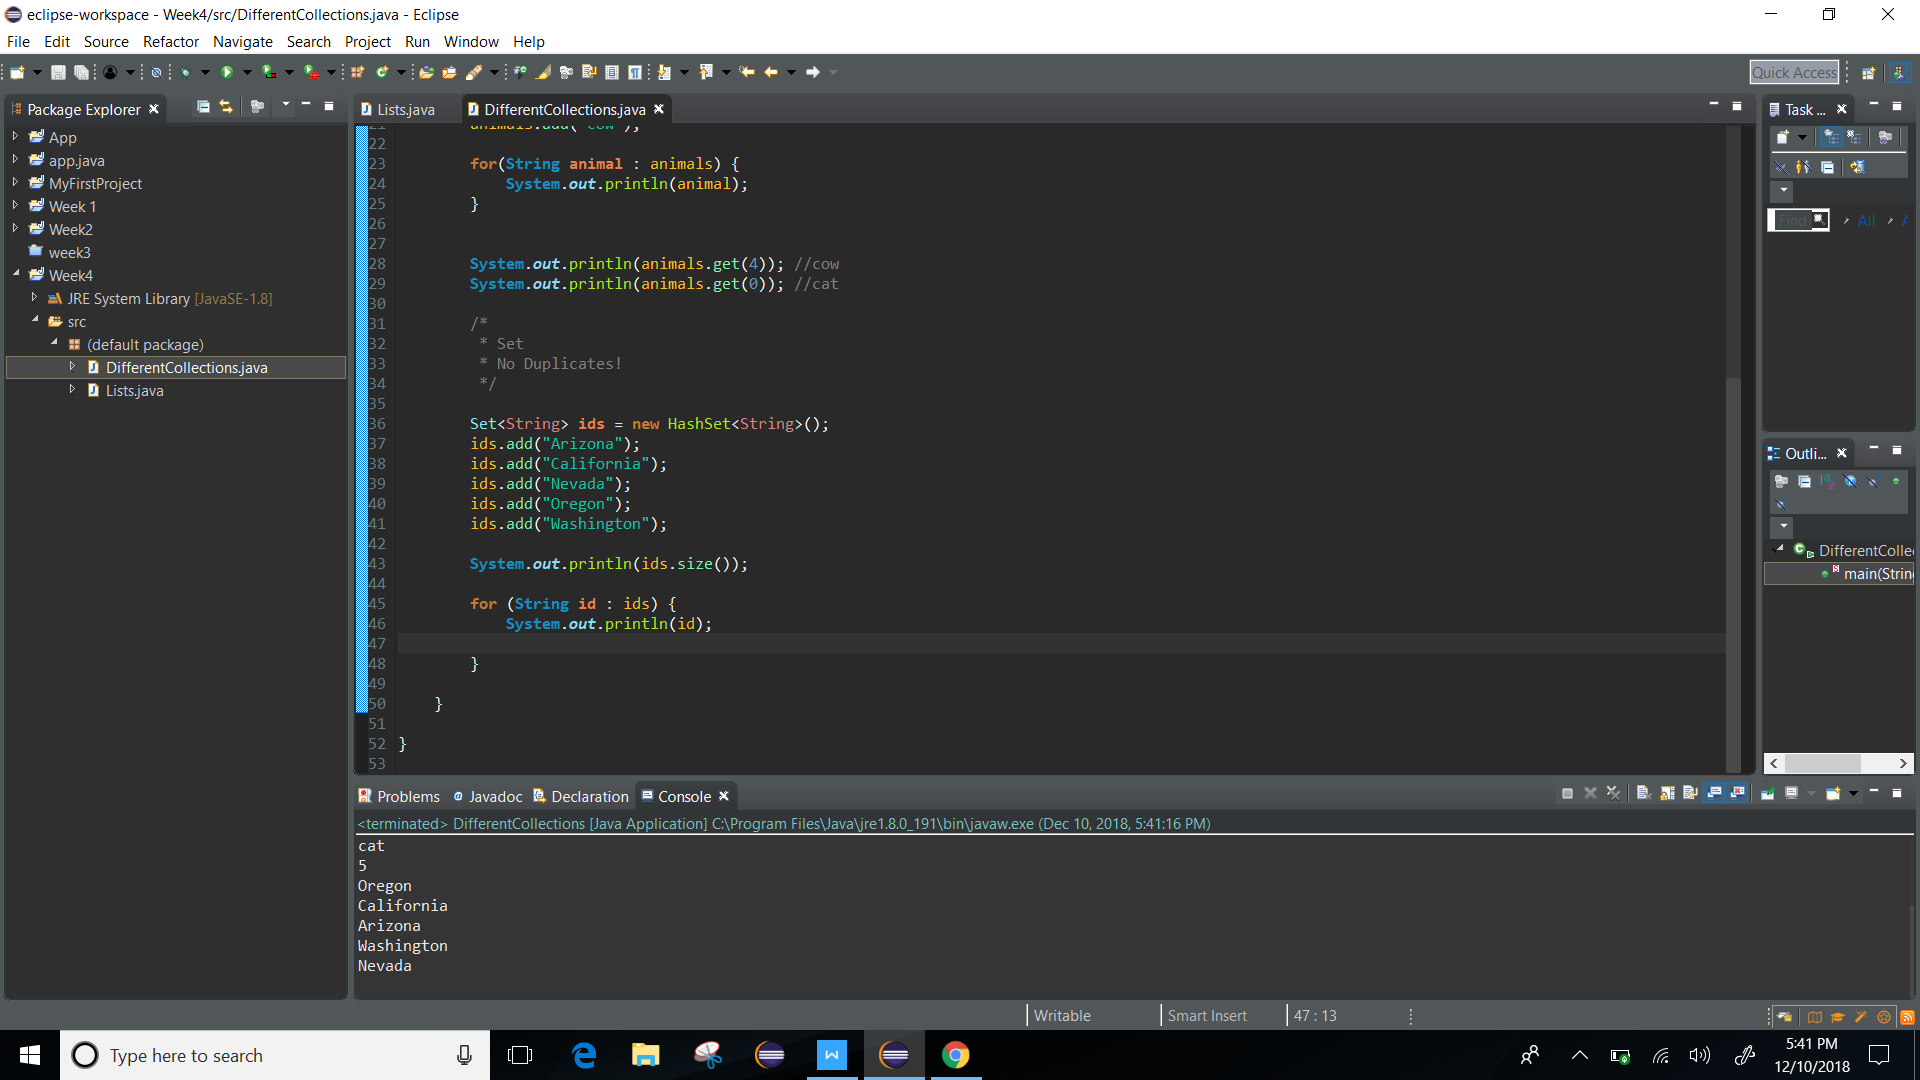 eclipse-workspace - Week4/src/DifferentCollections.java - Eclipse
File Edit Source Refactor Navigate Search Project Run Window Help
Quick Access
Package Explorer
App
app.java
MyFirstProject
Week 1
Week2
week3
Week4
JRE System Library [JavaSE-1.8]
src
(default package)
DifferentCollections.java
Lists.java
Lists.java DifferentCollections.java
21 animals.add("cow");
22
23 for(String animal : animals) {
24 System.out.println(animal);
25 }
26
27
28 System.out.println(animals.get(4)); //cow
29 System.out.println(animals.get(0)); //cat
30
31 /*
32 * Set
33 * No Duplicates!
34 */
35
36 Set<String> ids = new HashSet<String>();
37 ids.add("Arizona");
38 ids.add("California");
39 ids.add("Nevada");
40 ids.add("Oregon");
41 ids.add("Washington");
42
43 System.out.println(ids.size());
44
45 for (String id : ids) {
46 System.out.println(id);
47
48 }
49
50 }
51
52 }
53
Task ...
Find All A
Outli...
DifferentColle
main(Strin
Problems @ Javadoc Declaration Console
<terminated> DifferentCollections [Java Application] C:\Program Files\Java\jre1.8.0_191\bin\javaw.exe (Dec 10, 2018, 5:41:16 PM)
cat
5
Oregon
California
Arizona
Washington
Nevada
Writable Smart Insert 47 : 13
Type here to search
5:41 PM
12/10/2018